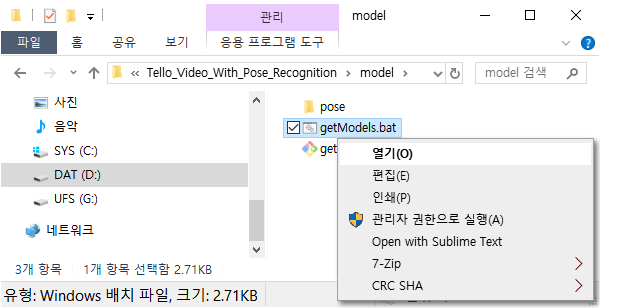 관리
model
파일
홈
공유
보기
응용 프로그램 도구
« Tello_Video_With_Pose_Recognition > model >
model 검색
사진
음악
SYS (C:)
DAT (D:)
UFS (G:)
네트워크
pose
getModels.bat
get
열기(O)
편집(E)
인쇄(P)
관리자 권한으로 실행(A)
Open with Sublime Text
7-Zip
CRC SHA
3개 항목
1개 항목 선택함 2.71KB
유형: Windows 배치 파일, 크기: 2.71KB